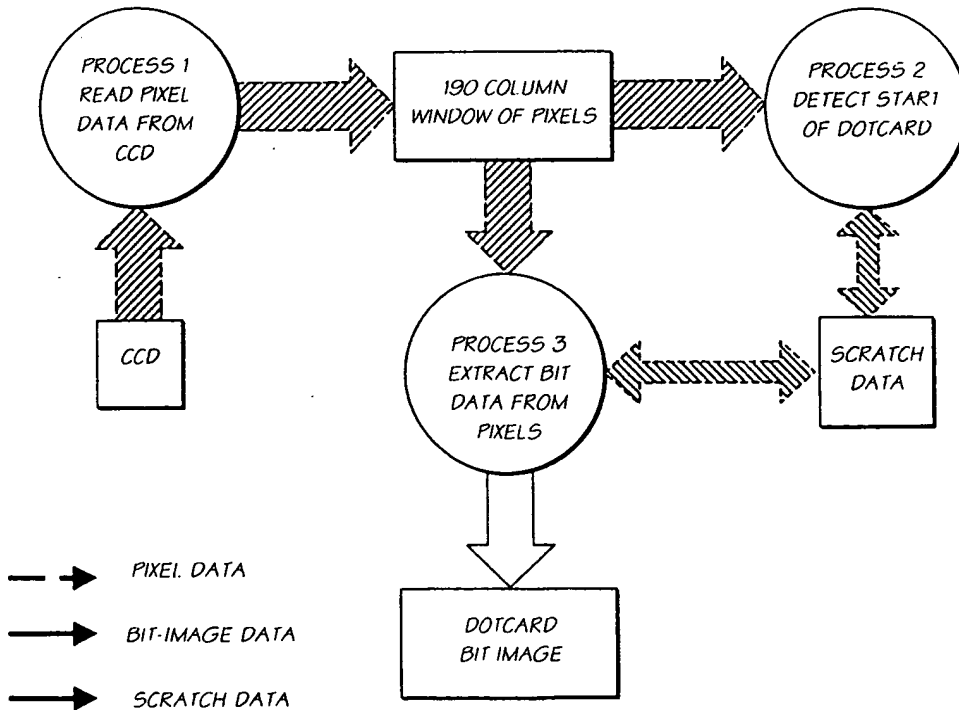 PROCESS 1
READ PIXEL
DATA FROM
CCD
190 COLUMN
WINDOW OF PIXELS
PROCESS 2
DETECT STAR1
OF DOTCARD
CCD
PROCESS 3
EXTRACT BIT
DATA FROM
PIXELS
SCRATCH
DATA
PIXEL DATA
BIT-IMAGE DATA
SCRATCH DATA
DOTCARD
BIT IMAGE